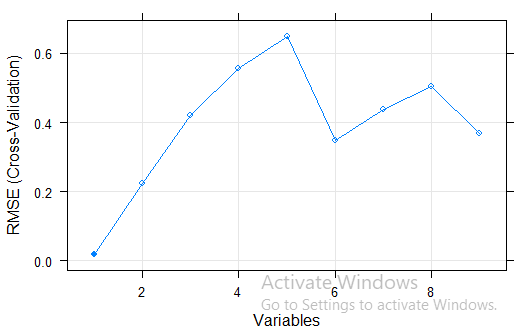 RMSE (Cross-Validation)
0.6
0.4
0.2
0.0
2 4 6 8
Variables
Activate Windows
Go to Settings to activate Windows.